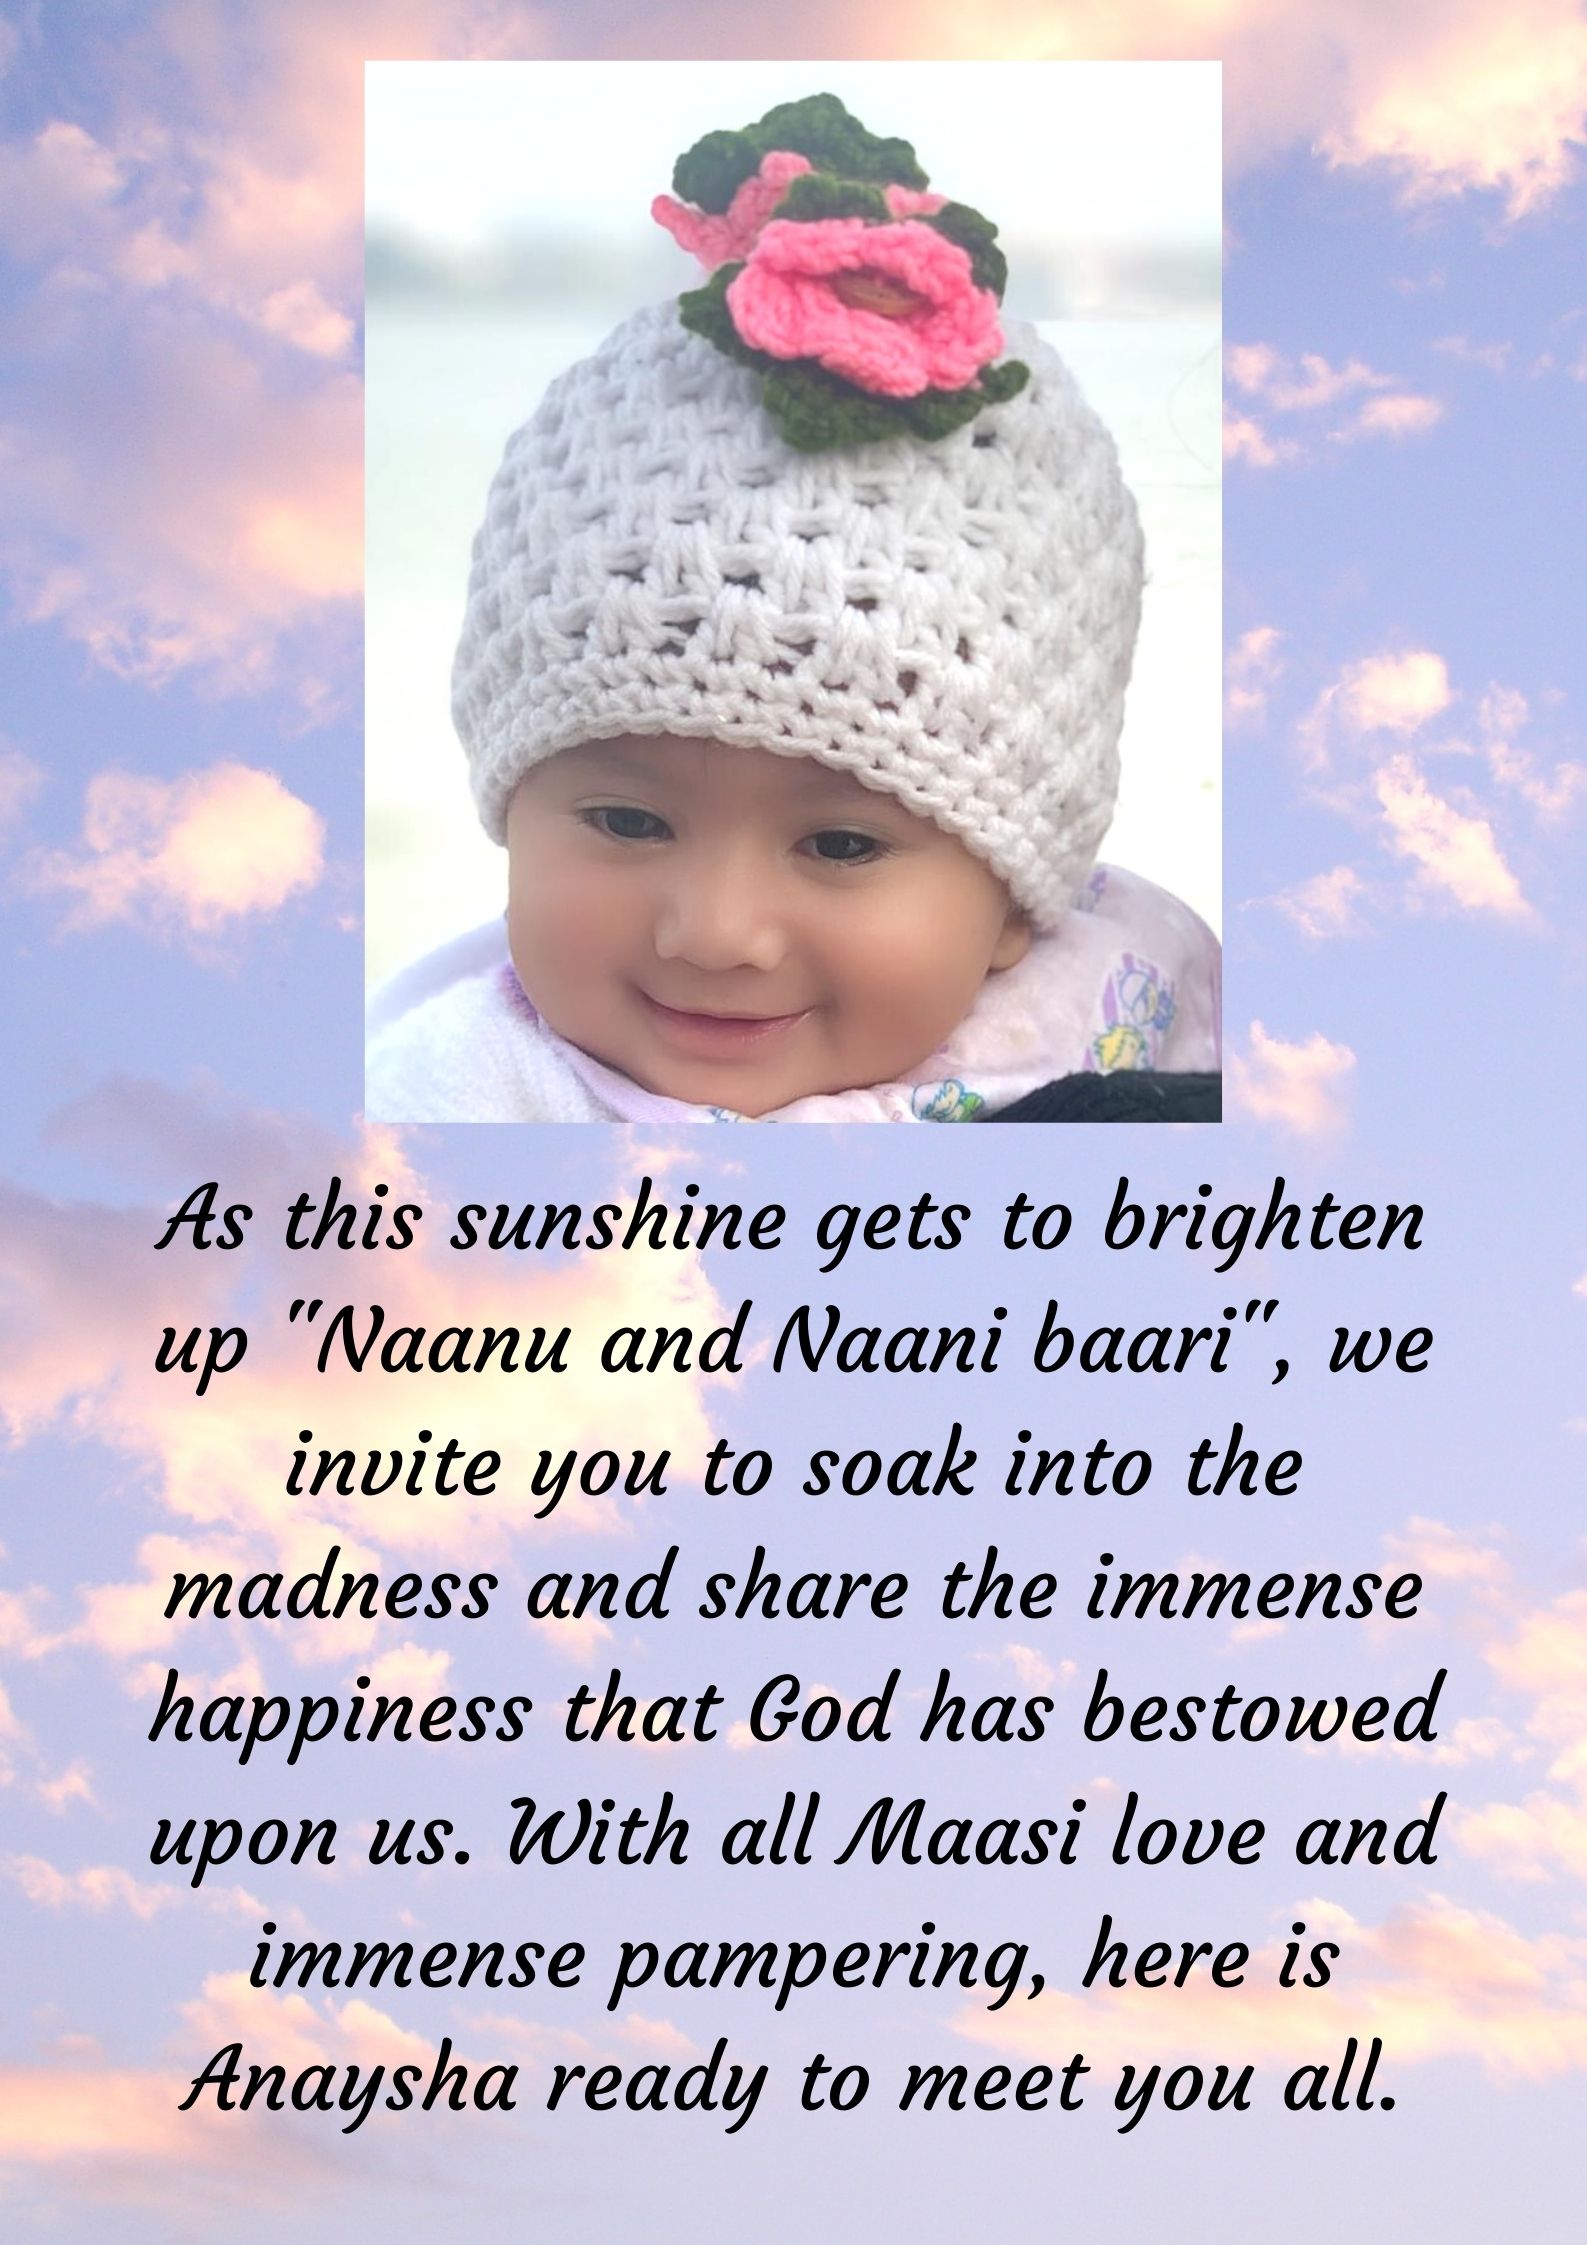 As this sunshine gets to brighten
up "Naanu and Naani baari", we
invite you to soak into the
madness and share the immense
happiness that God has bestowed
upon us. With all Maasi love and
immense pampering, here is
Anaysha ready to meet you all.